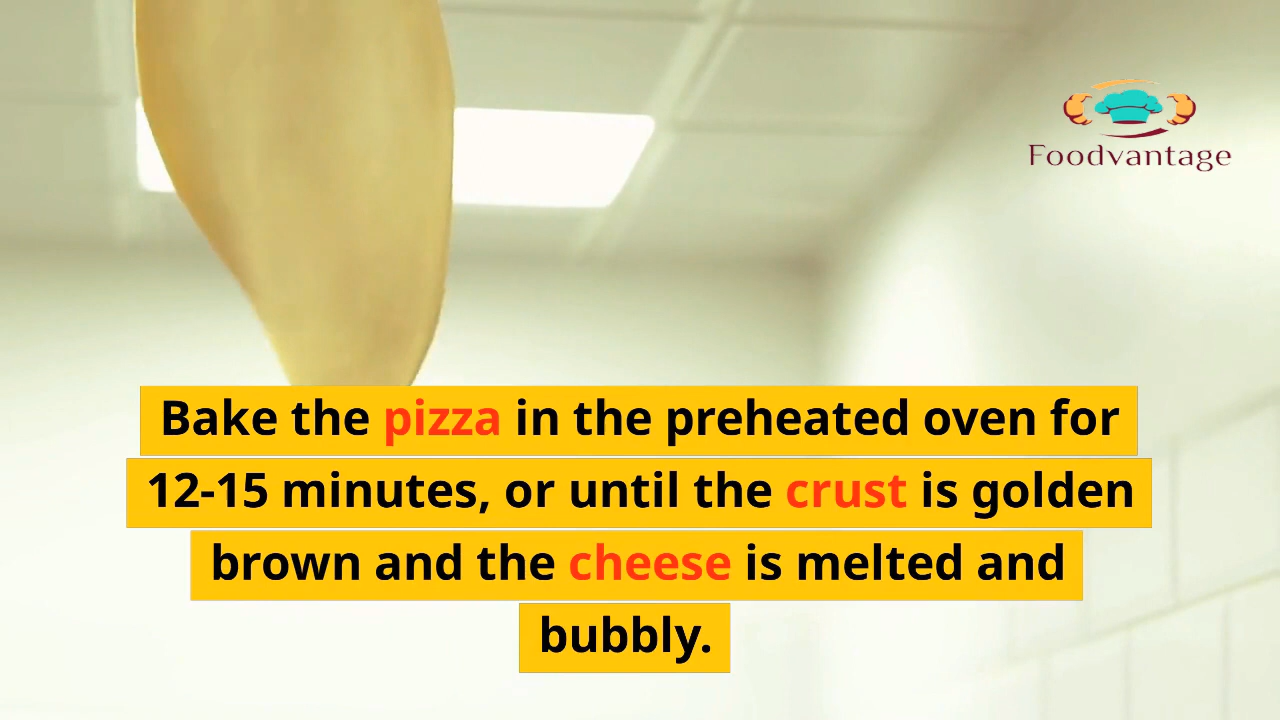 Foodvantage
Bake the pizza in the preheated oven for
12-15 minutes, or until the crust is golden
brown and the cheese is melted and
bubbly.